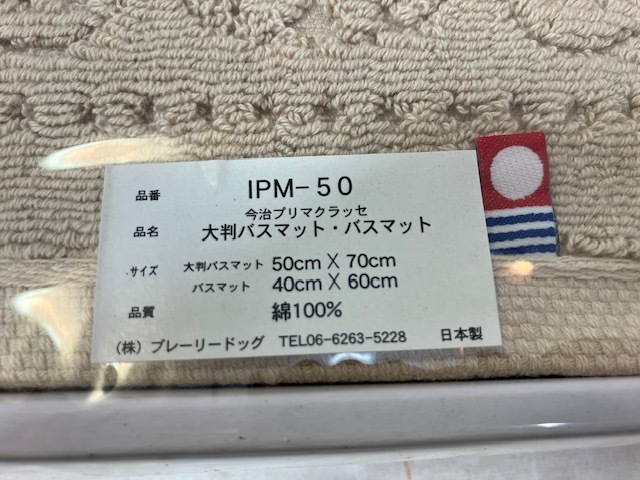 品番 IPM-50
今治プリマクラッセ
品名 大判バスマット・バスマット
サイズ 大判バスマット 50cm X 70cm
バスマット 40cm X 60cm
品質 綿100%
(株) プレーリードッグ TEL06-6263-5228 日本製